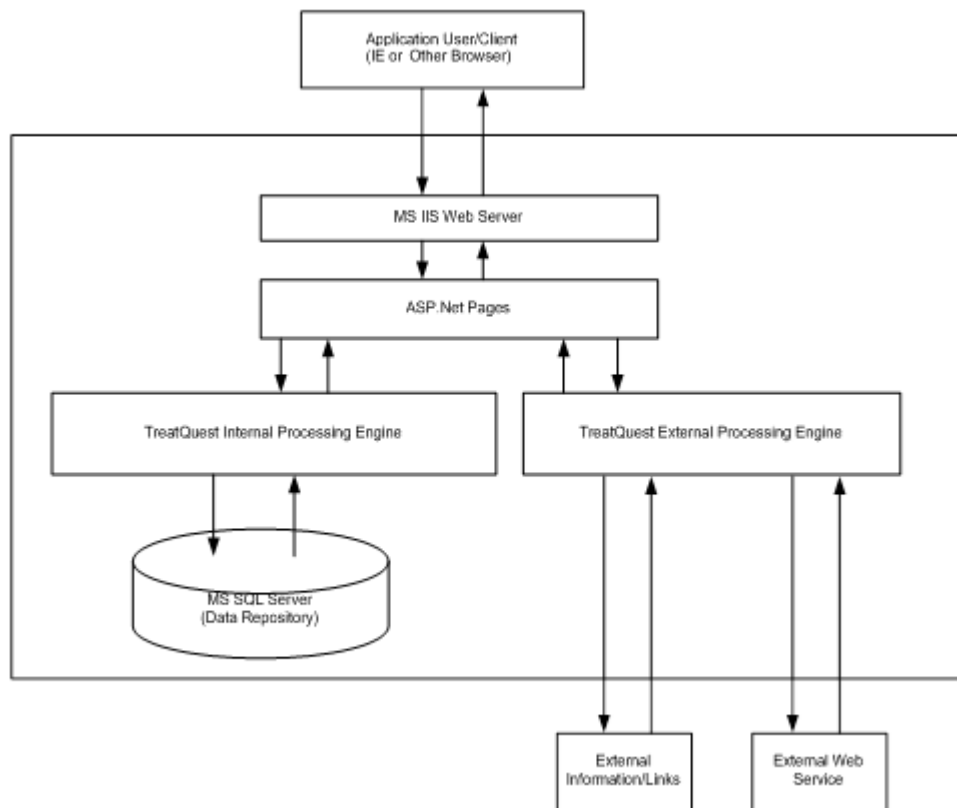 Application User/Client
(IE or Other Browser)
MS IIS Web Server
ASP.Net Pages
TreatQuest Internal Processing Engine
TreatQuest External Processing Engine
MS SQL Server
(Data Repository)
External
Information/Links
External Web
Service